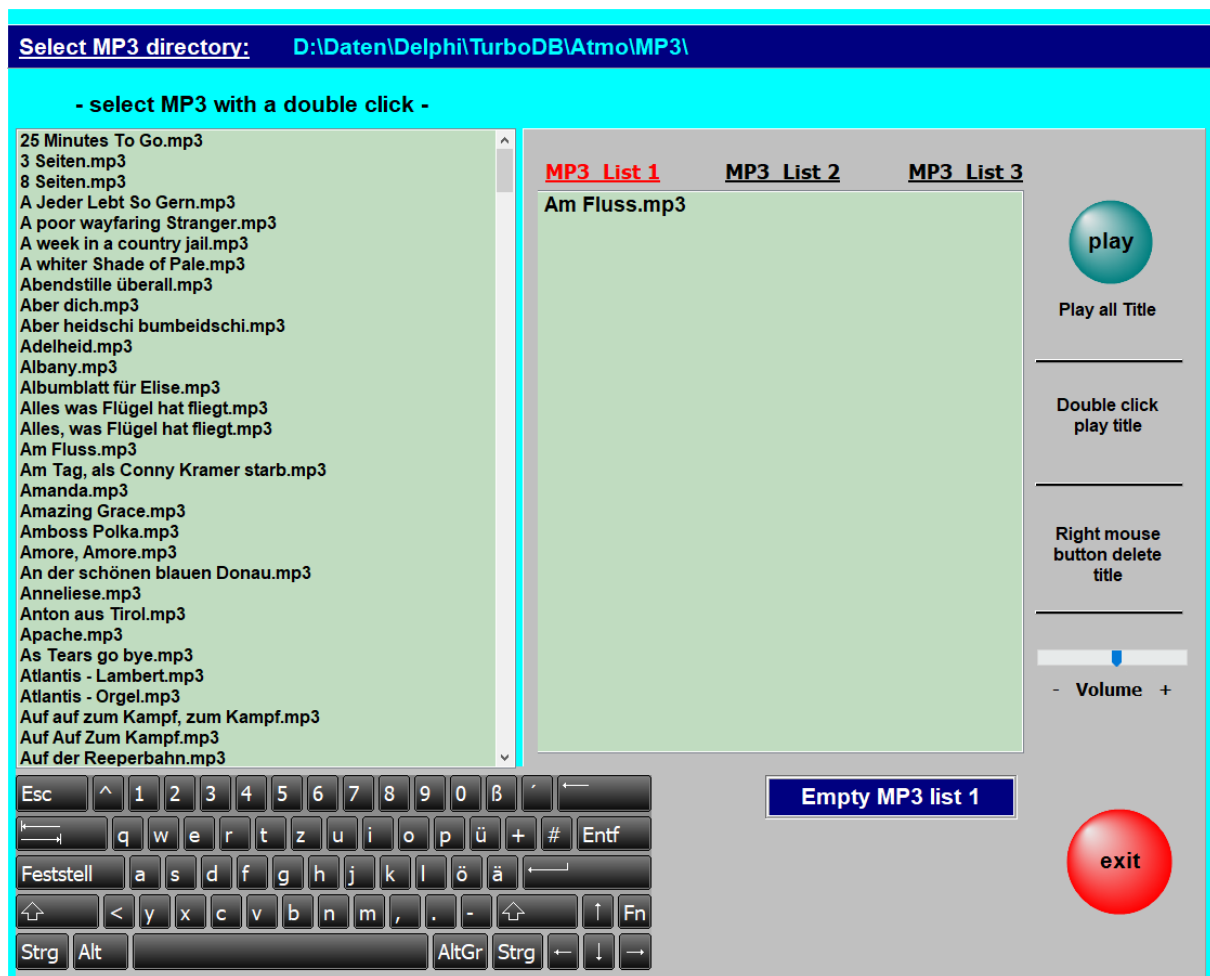 Select MP3 directory: D:\Daten\Delphi\TurboDB\Atmo\MP3\
- select MP3 with a double click -
25 Minutes To Go.mp3
3 Seiten.mp3
8 Seiten.mp3
A Jeder Lebt So Gern.mp3
A poor wayfaring Stranger.mp3
A week in a country jail.mp3
A whiter Shade of Pale.mp3
Abendstille überall.mp3
Aber dich.mp3
Aber heidschi bumbeidschi.mp3
Adelheid.mp3
Albany.mp3
Albumblatt für Elise.mp3
Alles was Flügel hat fliegt.mp3
Alles, was Flügel hat fliegt.mp3
Am Fluss.mp3
Am Tag, als Conny Kramer starb.mp3
Amanda.mp3
Amazing Grace.mp3
Amboss Polka.mp3
Amore, Amore.mp3
An der schönen blauen Donau.mp3
Anneliese.mp3
Anton aus Tirol.mp3
Apache.mp3
As Tears go bye.mp3
Atlantis - Lambert.mp3
Atlantis - Orgel.mp3
Auf auf zum Kampf, zum Kampf.mp3
Auf Auf Zum Kampf.mp3
Auf der Reeperbahn.mp3
MP3 List 1 MP3 List 2 MP3 List 3
Am Fluss.mp3
play
Play all Title
Double click
play title
Right mouse
button delete
title
- Volume +
Empty MP3 list 1
exit
Esc ^ 1 2 3 4 5 6 7 8 9 0 ß ´ ←
q w e r t z u i o p ü + # Entf
Feststell a s d f g h j k l ö ä
⇧ < y x c v b n m , . - ⇧ ↑ Fn
Strg Alt AltGr Strg ← ↓ →